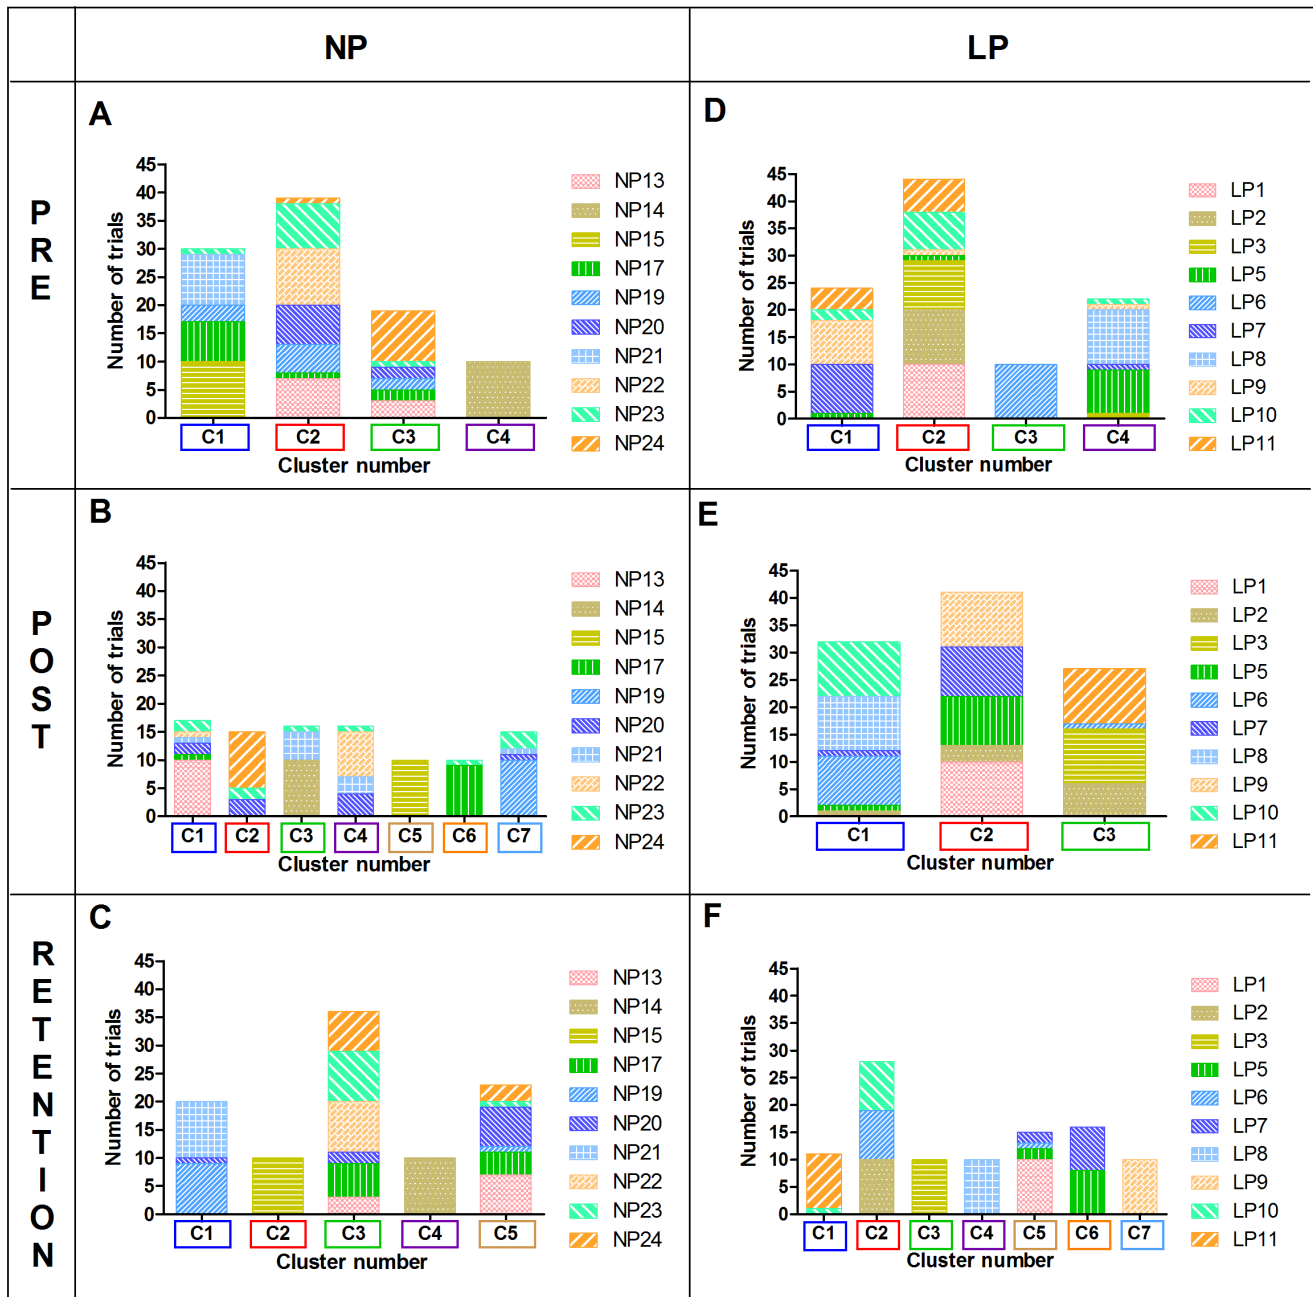 NP
LP
P
R
E
A
Number of trials
45
40
35
30
25
20
15
10
5
0
C1
C2
C3
C4
Cluster number
NP13
NP14
NP15
NP17
NP19
NP20
NP21
NP22
NP23
NP24
D
Number of trials
45
40
35
30
25
20
15
10
5
0
C1
C2
C3
C4
Cluster number
LP1
LP2
LP3
LP5
LP6
LP7
LP8
LP9
LP10
LP11
P
O
S
T
B
Number of trials
45
40
35
30
25
20
15
10
5
0
C1
C2
C3
C4
C5
C6
C7
Cluster number
NP13
NP14
NP15
NP17
NP19
NP20
NP21
NP22
NP23
NP24
E
Number of trials
45
40
35
30
25
20
15
10
5
0
C1
C2
C3
Cluster number
LP1
LP2
LP3
LP5
LP6
LP7
LP8
LP9
LP10
LP11
R
E
T
E
N
T
I
O
N
C
Number of trials
45
40
35
30
25
20
15
10
5
0
C1
C2
C3
C4
C5
Cluster number
NP13
NP14
NP15
NP17
NP19
NP20
NP21
NP22
NP23
NP24
F
Number of trials
45
40
35
30
25
20
15
10
5
0
C1
C2
C3
C4
C5
C6
C7
Cluster number
LP1
LP2
LP3
LP5
LP6
LP7
LP8
LP9
LP10
LP11